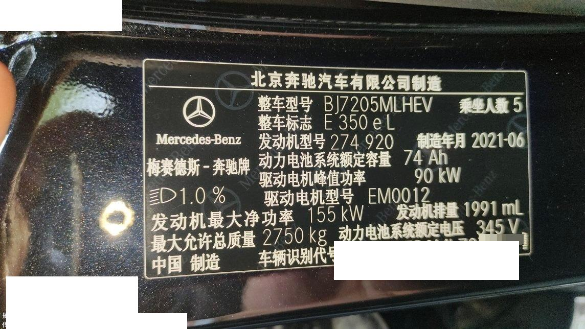 北京奔驰汽车有限公司制造
整车型号 BJ7205MLHEV 乘坐人数 5
整车标志 E 350 e L
Mercedes-Benz
发动机型号 274 920 制造年月 2021-06
梅赛德斯-奔驰牌
动力电池系统额定容量 74 Ah
驱动电机峰值功率 90 kW
1.0 %
驱动电机型号 EM0012
发动机最大净功率 155 kW 发动机排量 1991 mL
最大允许总质量 2750 kg 动力电池系统额定电压 345 V
中国 制造 车辆识别代号